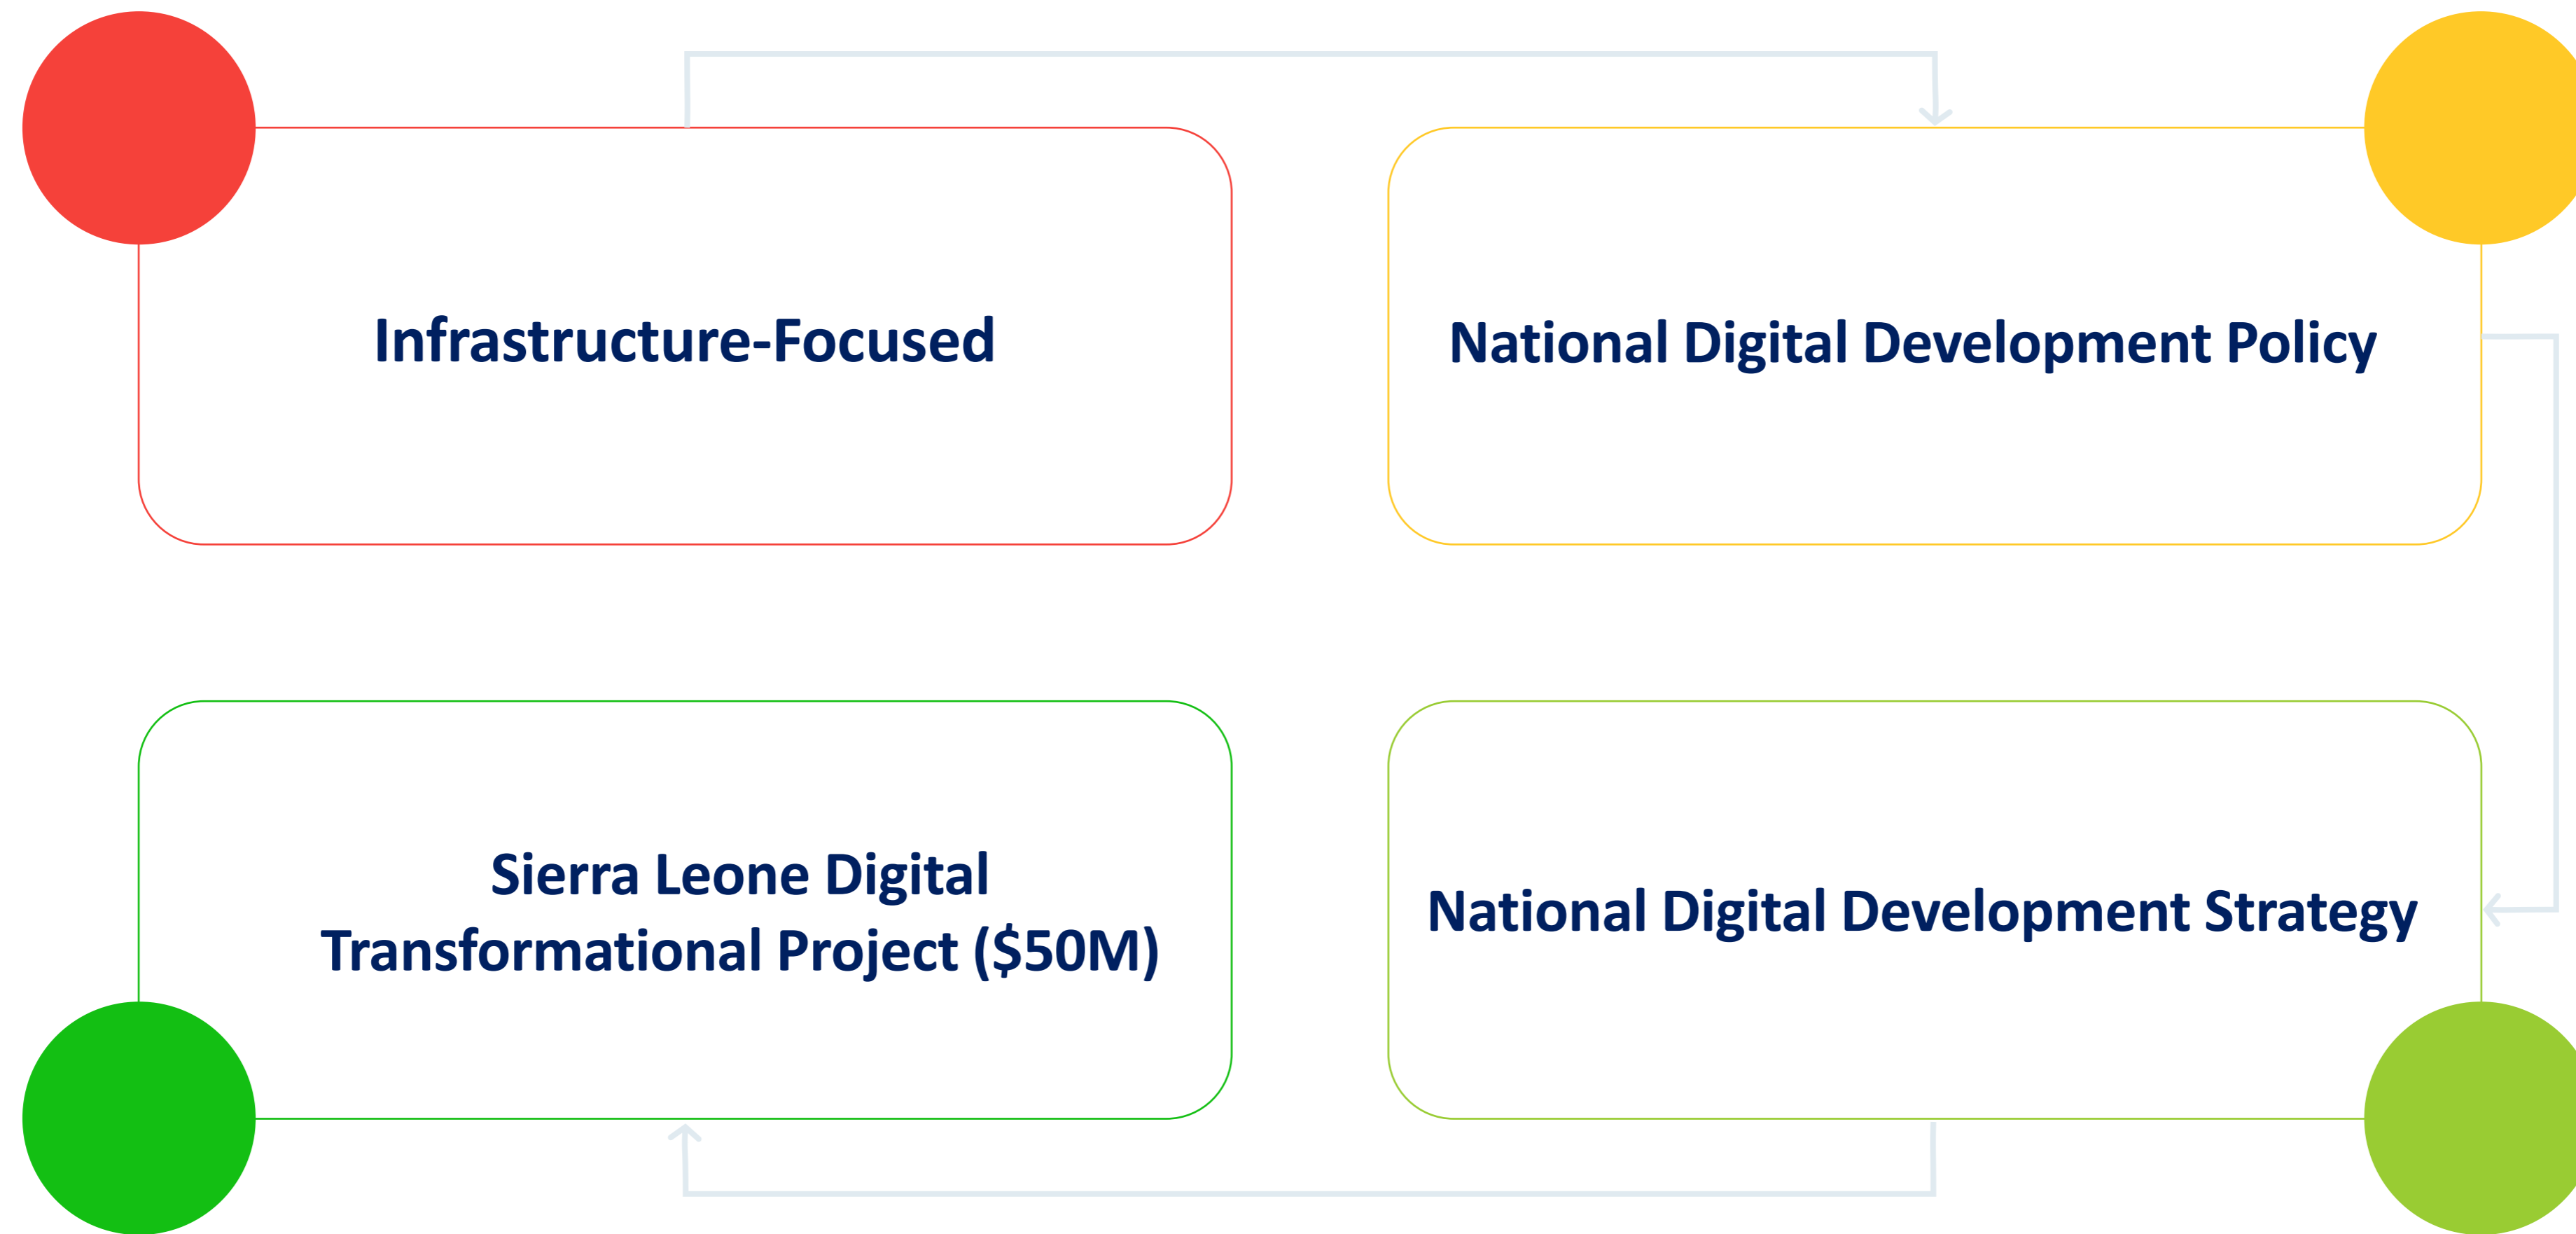 Infrastructure-Focused
National Digital Development Policy
Sierra Leone Digital
Transformational Project ($50M)
National Digital Development Strategy